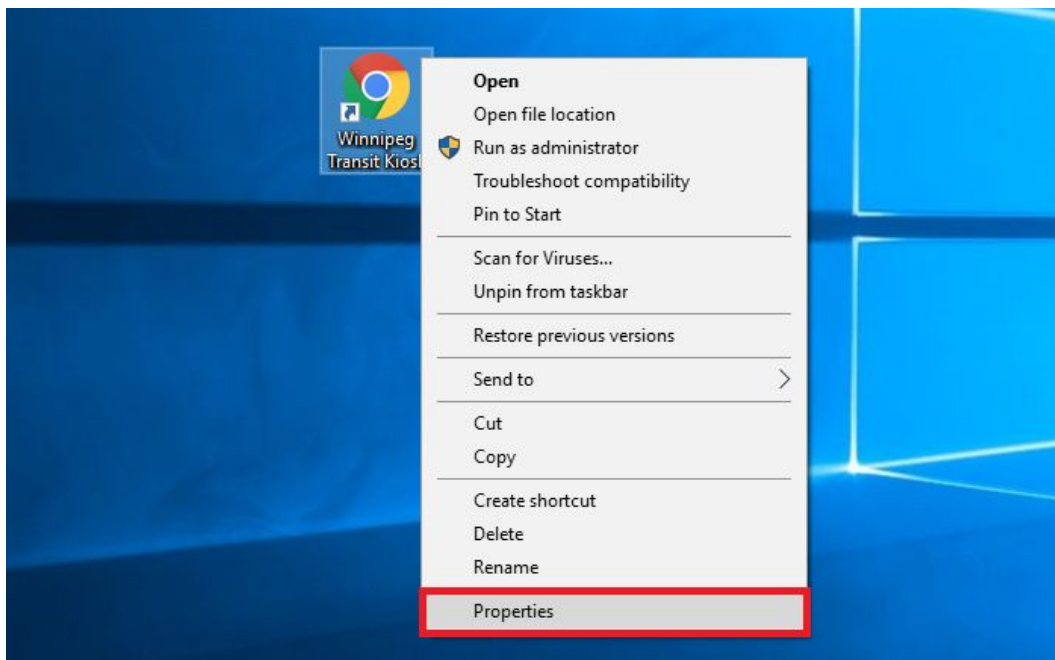 Winnipeg
Transit Kiosk
Open
Open file location
Run as administrator
Troubleshoot compatibility
Pin to Start
Scan for Viruses...
Unpin from taskbar
Restore previous versions
Send to
Cut
Copy
Create shortcut
Delete
Rename
Properties